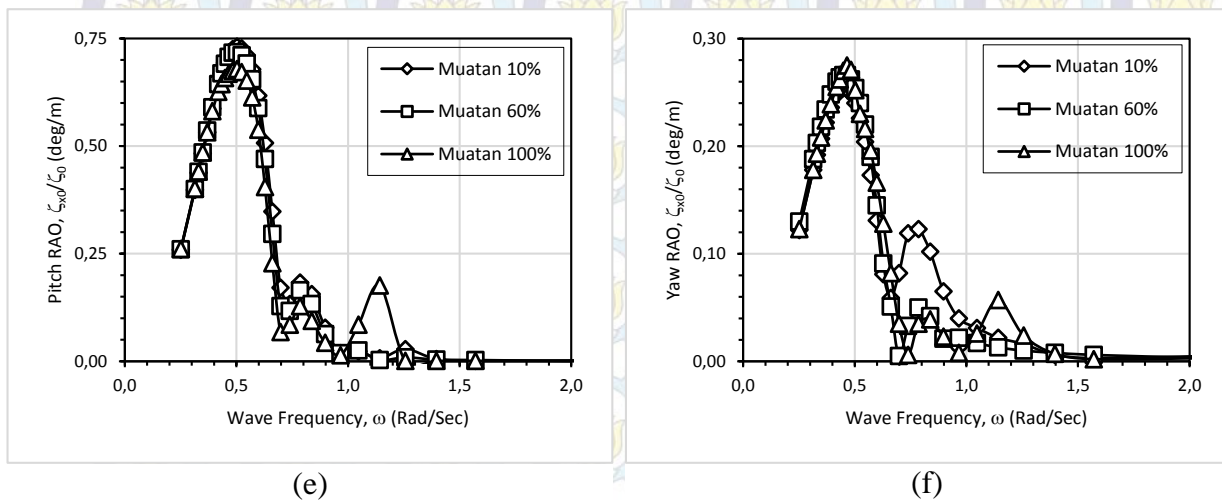 0,75
0,50
0,25
0,00
Pitch RAO, ζx0/ζ0 (deg/m)
Muatan 10%
Muatan 60%
Muatan 100%
0,0 0,5 1,0 1,5 2,0
Wave Frequency, ω (Rad/Sec)
(e)
0,30
0,20
0,10
0,00
Yaw RAO, ζx0/ζ0 (deg/m)
Muatan 10%
Muatan 60%
Muatan 100%
0,0 0,5 1,0 1,5 2,0
Wave Frequency, ω (Rad/Sec)
(f)